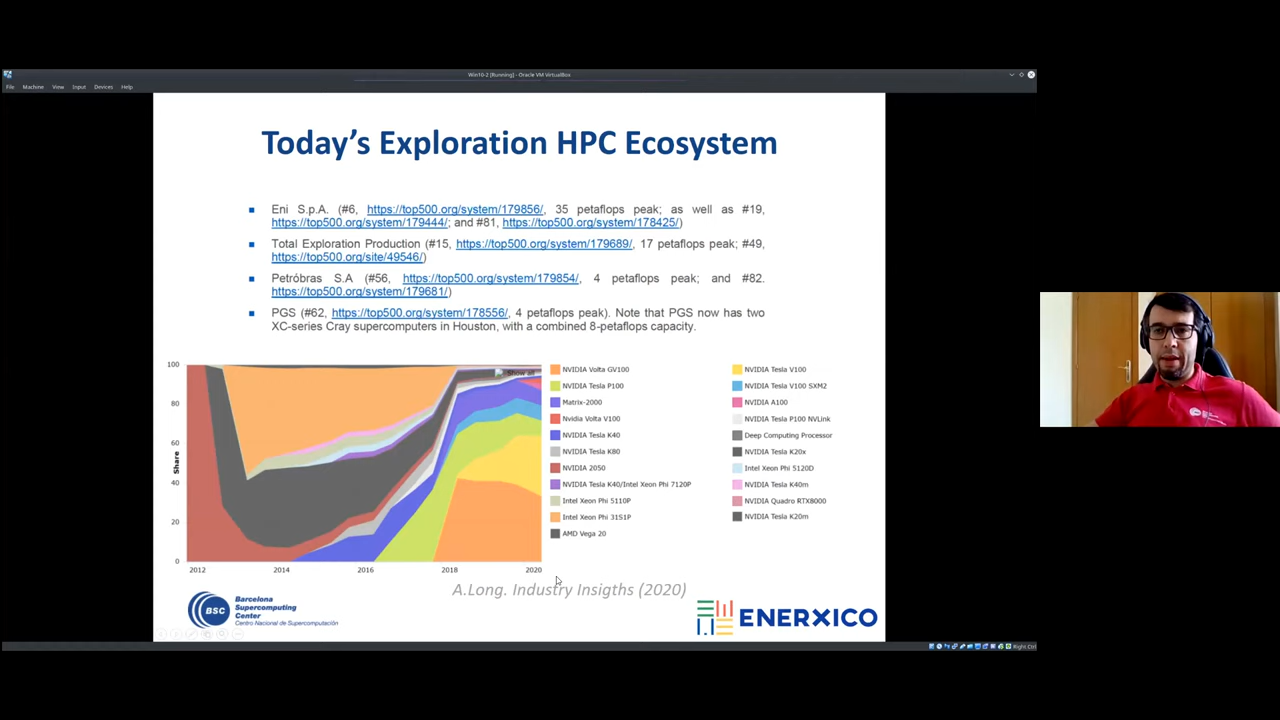 Win10-2 [Running] - Oracle VM VirtualBox
File Machine View Input Devices Help
Today's Exploration HPC Ecosystem
Eni S.p.A. (#6, https://top500.org/system/179856/, 35 petaflops peak; as well as #19,
https://top500.org/system/179444/; and #81, https://top500.org/system/178425/)
Total Exploration Production (#15, https://top500.org/system/179689/, 17 petaflops peak; #49,
https://top500.org/site/49546/)
Petróbras S.A (#56, https://top500.org/system/179854/, 4 petaflops peak; and #82.
https://top500.org/system/179681/)
PGS (#62, https://top500.org/system/178556/, 4 petaflops peak). Note that PGS now has two
XC-series Cray supercomputers in Houston, with a combined 8-petaflops capacity.
100
80
60
40
20
0
Share
2012 2014 2016 2018 2020
Show all
NVIDIA Volta GV100
NVIDIA Tesla P100
Matrix-2000
Nvidia Volta V100
NVIDIA Tesla K40
NVIDIA Tesla K80
NVIDIA 2050
NVIDIA Tesla K40/Intel Xeon Phi 7120P
Intel Xeon Phi 5110P
Intel Xeon Phi 31S1P
AMD Vega 20
NVIDIA Tesla V100
NVIDIA Tesla V100 SXM2
NVIDIA A100
NVIDIA Tesla P100 NVLink
Deep Computing Processor
NVIDIA Tesla K20x
Intel Xeon Phi 5120D
NVIDIA Tesla K40m
NVIDIA Quadro RTX8000
NVIDIA Tesla K20m
A.Long. Industry Insigths (2020)
BSC
Barcelona
Supercomputing
Center
Centro Nacional de Supercomputación
ENERXICO
Right Ctrl